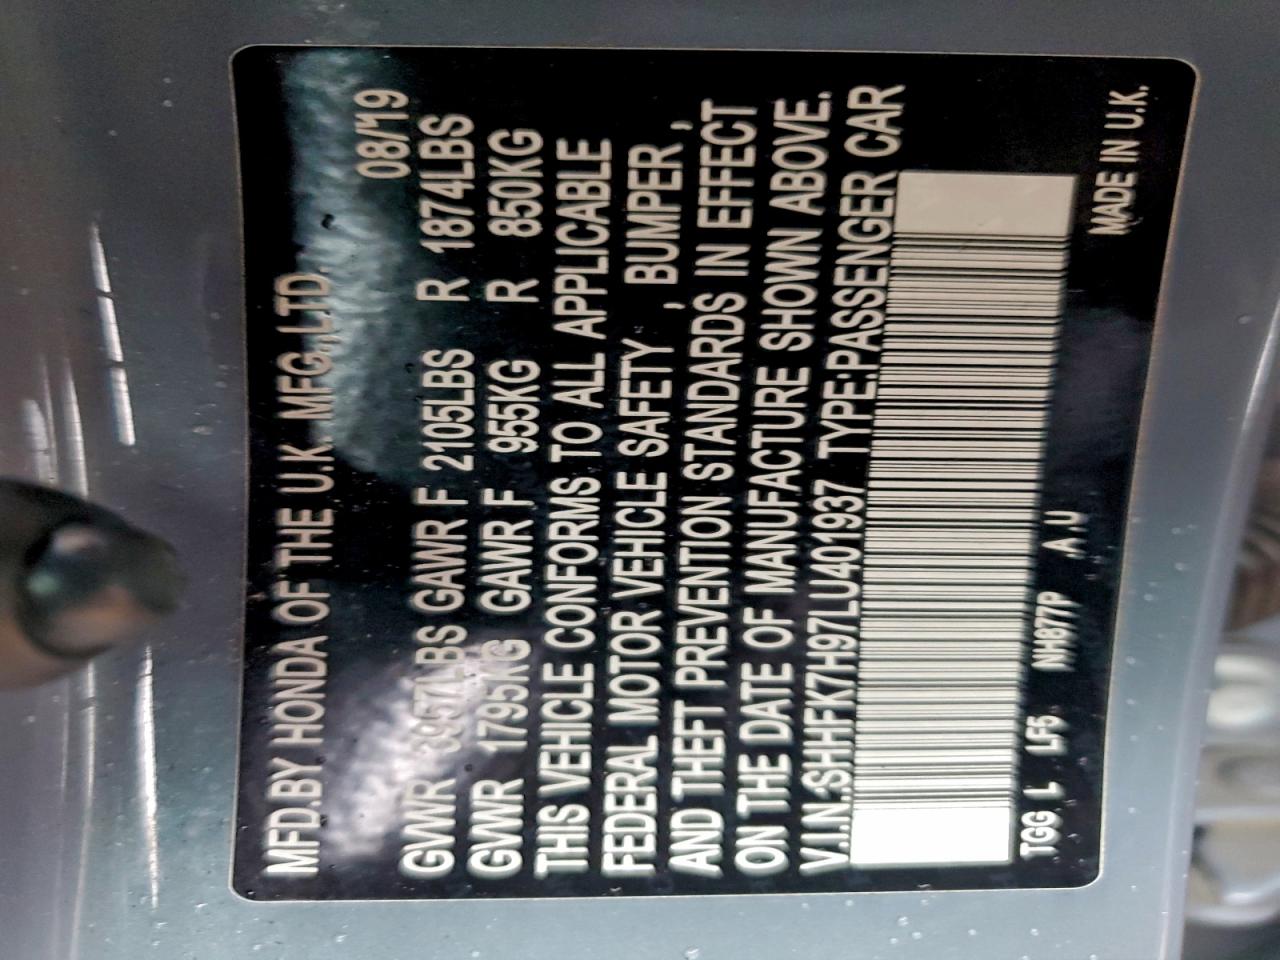 MFD.BY HONDA OF THE U.K. MFG.,LTD.
08/19
GVWR 3957LBS GAWR F 2105LBS R 1874LBS
GVWR 1795KG GAWR F 955KG R 850KG
THIS VEHICLE CONFORMS TO ALL APPLICABLE
FEDERAL MOTOR VEHICLE SAFETY , BUMPER ,
AND THEFT PREVENTION STANDARDS IN EFFECT
ON THE DATE OF MANUFACTURE SHOWN ABOVE.
V.I.N.:SHHFK7H97LU401937 TYPE:PASSENGER CAR
TGG 1 LF5 NH877P A.U
MADE IN U.K.